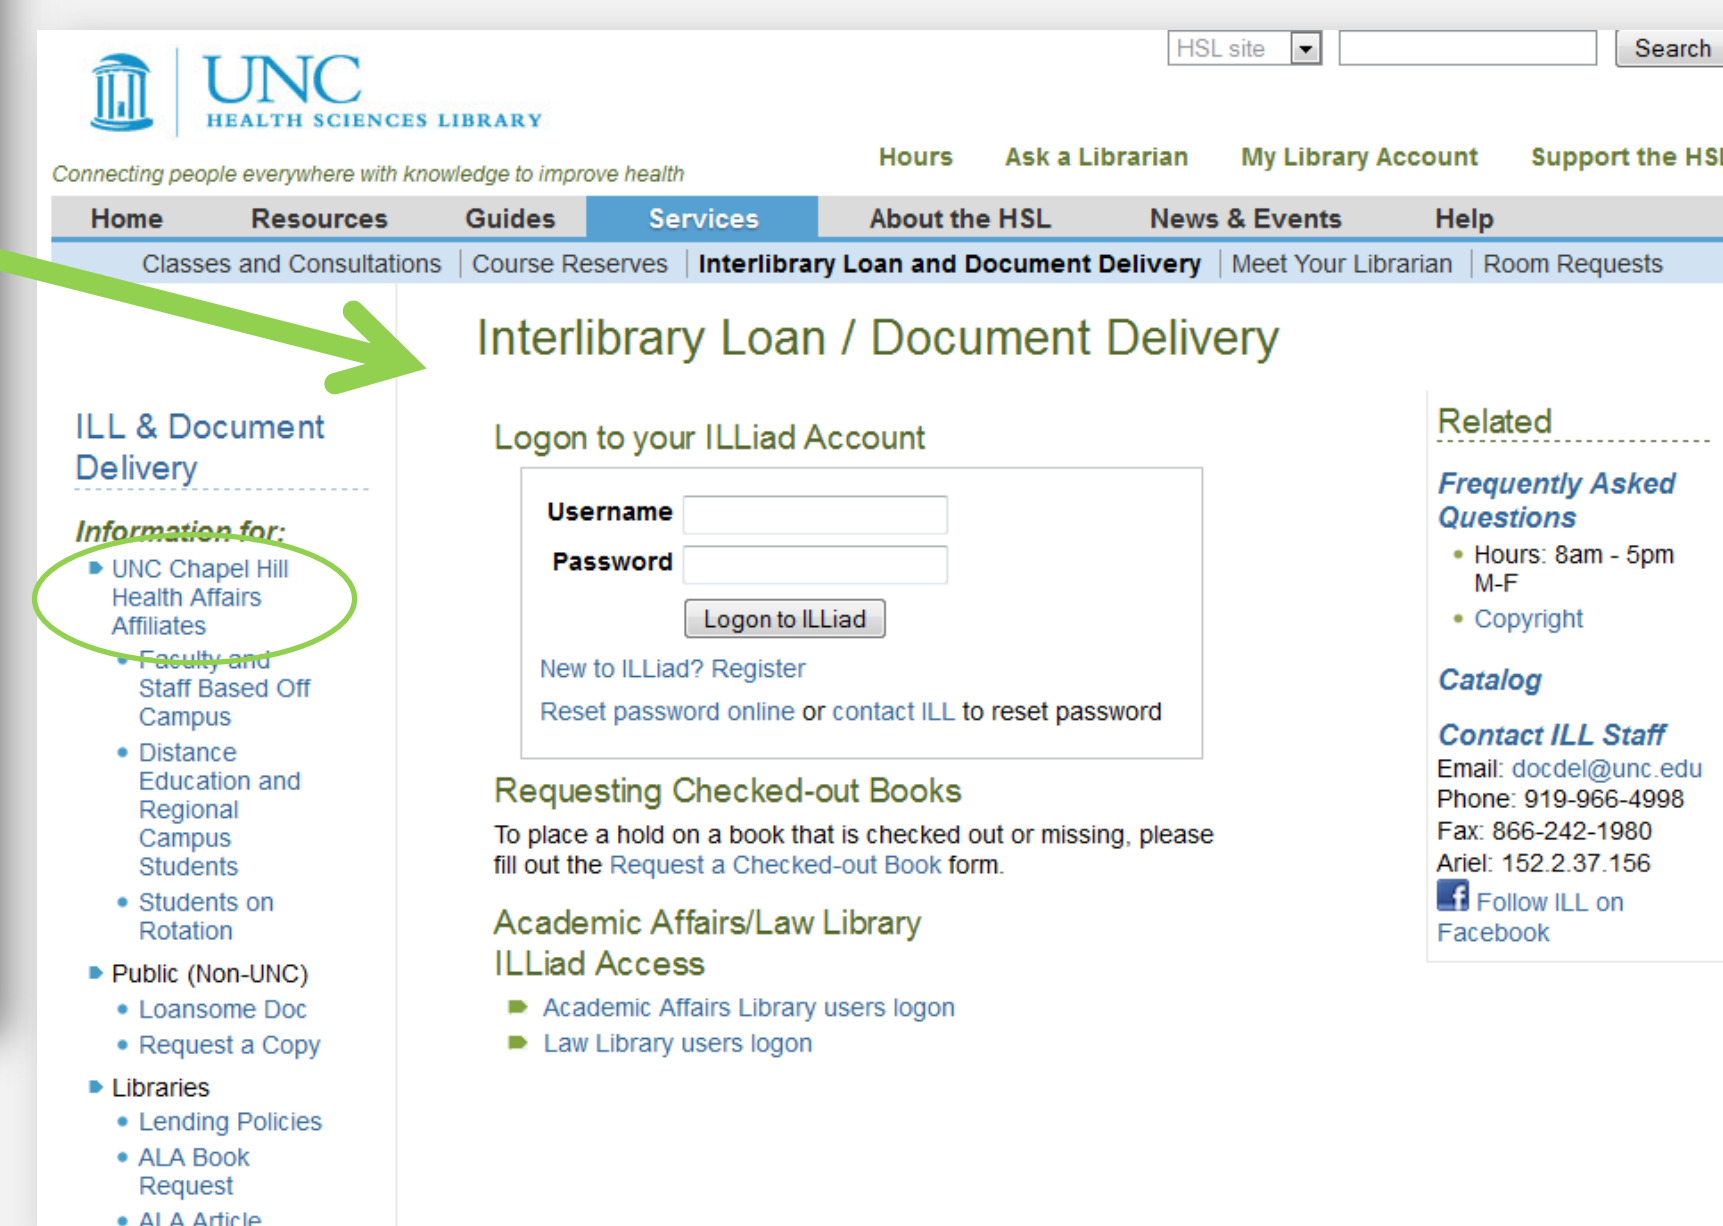 HSL site
Search
UNC
HEALTH SCIENCES LIBRARY
Connecting people everywhere with knowledge to improve health
Hours Ask a Librarian My Library Account Support the HSL
Home Resources Guides Services About the HSL News & Events Help
Classes and Consultations | Course Reserves | Interlibrary Loan and Document Delivery | Meet Your Librarian | Room Requests
Interlibrary Loan / Document Delivery
ILL & Document
Delivery
Information for:
UNC Chapel Hill
Health Affairs
Affiliates
Faculty and
Staff Based Off
Campus
Distance
Education and
Regional
Campus
Students
Students on
Rotation
Public (Non-UNC)
Loansome Doc
Request a Copy
Libraries
Lending Policies
ALA Book
Request
ALA Article
Logon to your ILLiad Account
Username
Password
Logon to ILLiad
New to ILLiad? Register
Reset password online or contact ILL to reset password
Requesting Checked-out Books
To place a hold on a book that is checked out or missing, please
fill out the Request a Checked-out Book form.
Academic Affairs/Law Library
ILLiad Access
Academic Affairs Library users logon
Law Library users logon
Related
Frequently Asked
Questions
Hours: 8am - 5pm
M-F
Copyright
Catalog
Contact ILL Staff
Email: docdel@unc.edu
Phone: 919-966-4998
Fax: 866-242-1980
Ariel: 152.2.37.156
Follow ILL on
Facebook